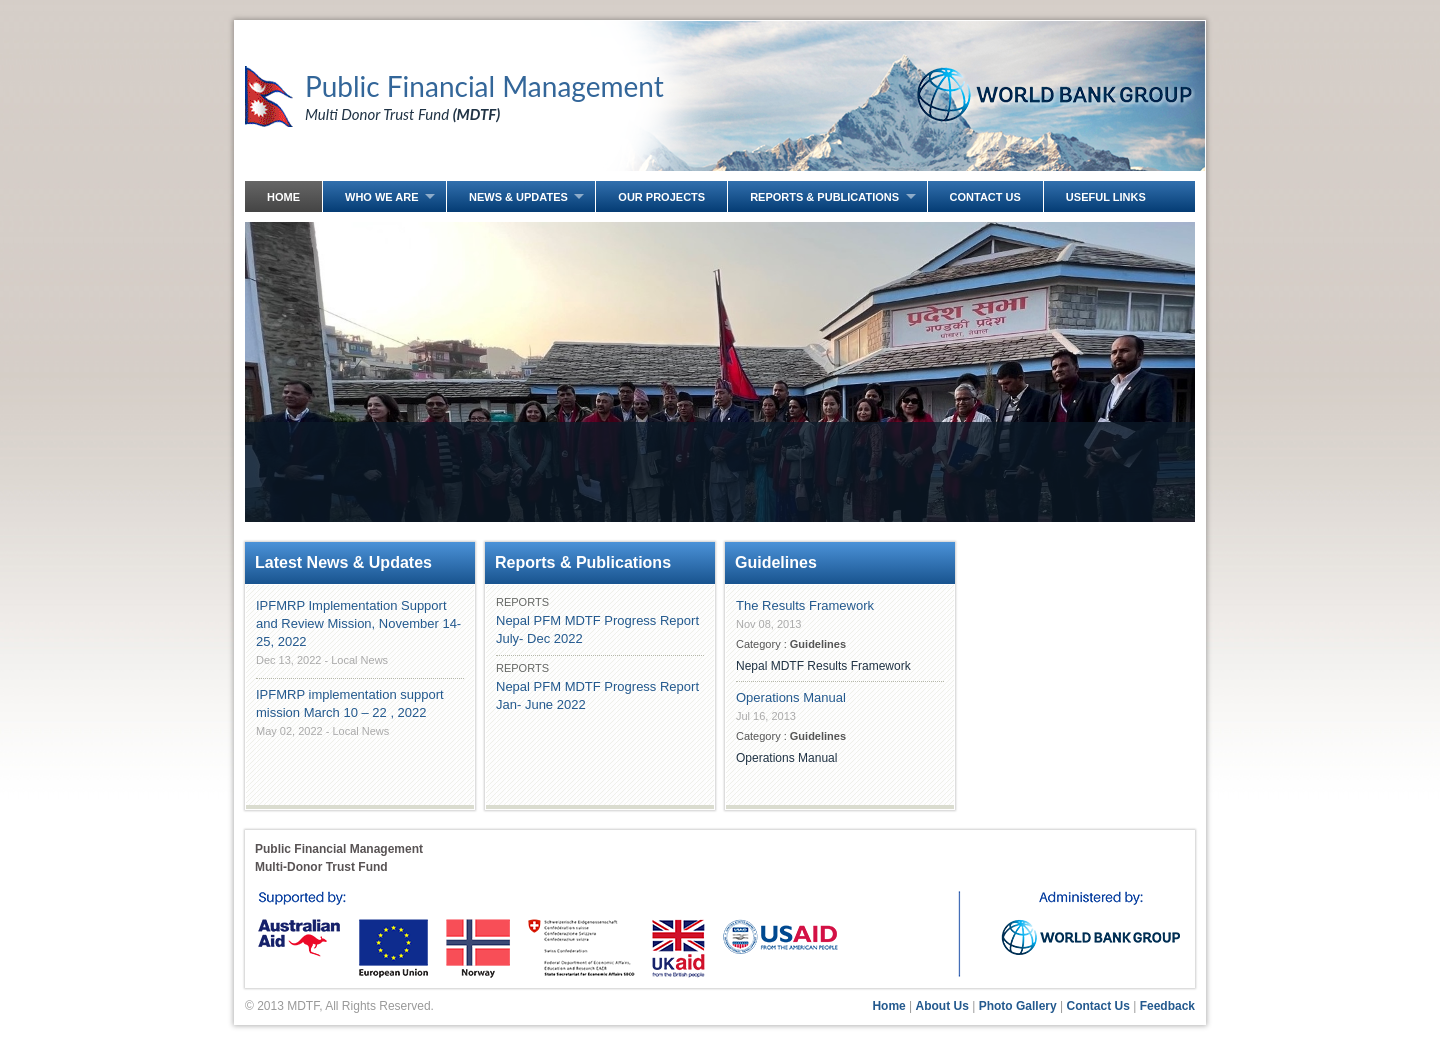 Public Financial Management
Multi Donor Trust Fund (MDTF)
WORLD BANK GROUP
HOME
WHO WE ARE
NEWS & UPDATES
OUR PROJECTS
REPORTS & PUBLICATIONS
CONTACT US
USEFUL LINKS
प्रदेश सभा
गण्डकी प्रदेश
पोखरा, नेपाल
Latest News & Updates
IPFMRP Implementation Support
and Review Mission, November 14-
25, 2022
Dec 13, 2022 - Local News
IPFMRP implementation support
mission March 10 – 22 , 2022
May 02, 2022 - Local News
Reports & Publications
REPORTS
Nepal PFM MDTF Progress Report
July- Dec 2022
REPORTS
Nepal PFM MDTF Progress Report
Jan- June 2022
Guidelines
The Results Framework
Nov 08, 2013
Category : Guidelines
Nepal MDTF Results Framework
Operations Manual
Jul 16, 2013
Category : Guidelines
Operations Manual
Public Financial Management
Multi-Donor Trust Fund
Supported by:
Australian
Aid
European Union
Norway
Schweizerische Eidgenossenschaft
Confédération suisse
Confederazione Svizzera
Confederaziun svizra
Swiss Confederation
Federal Department of Economic Affairs,
Education and Research EAER
State Secretariat for Economic Affairs SECO
UKaid
from the British people
USAID
FROM THE AMERICAN PEOPLE
Administered by:
WORLD BANK GROUP
© 2013 MDTF, All Rights Reserved.
Home | About Us | Photo Gallery | Contact Us | Feedback